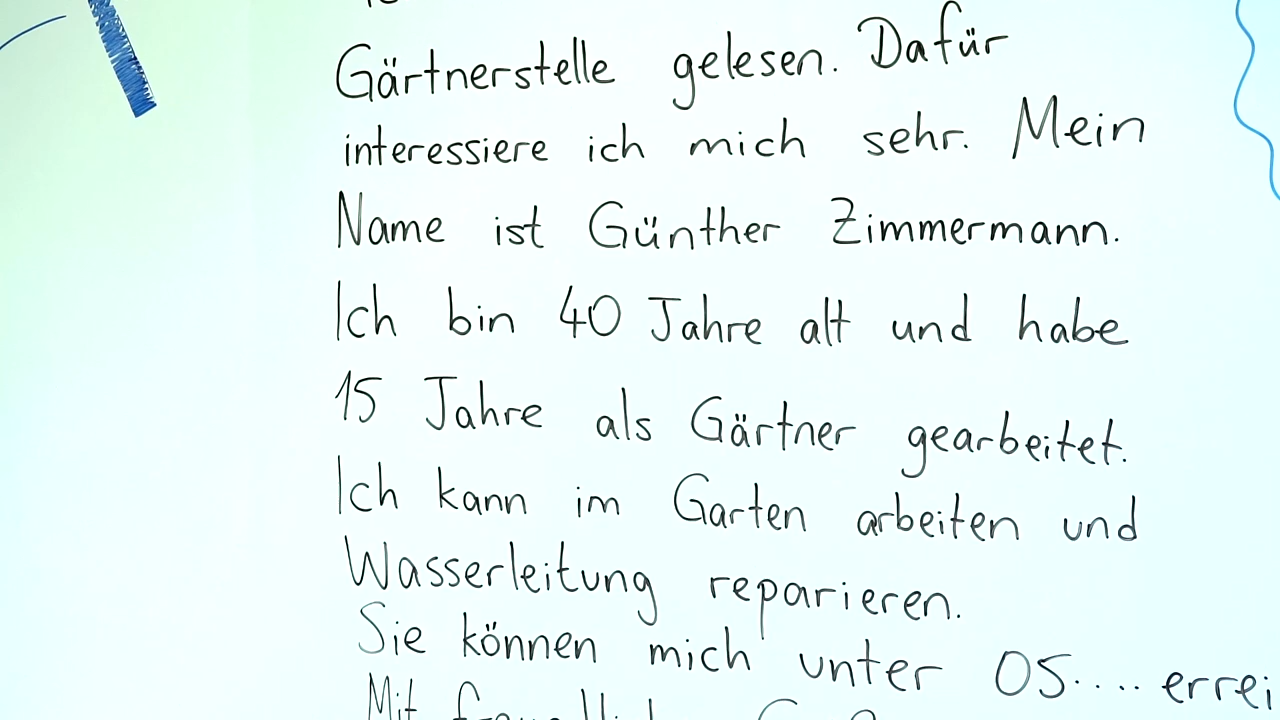 Gärtnerstelle gelesen. Dafür
interessiere ich mich sehr. Mein
Name ist Günther Zimmermann.
Ich bin 40 Jahre alt und habe
15 Jahre als Gärtner gearbeitet.
Ich kann im Garten arbeiten und
Wasserleitung reparieren.
Sie können mich unter 05.... errei
Mit